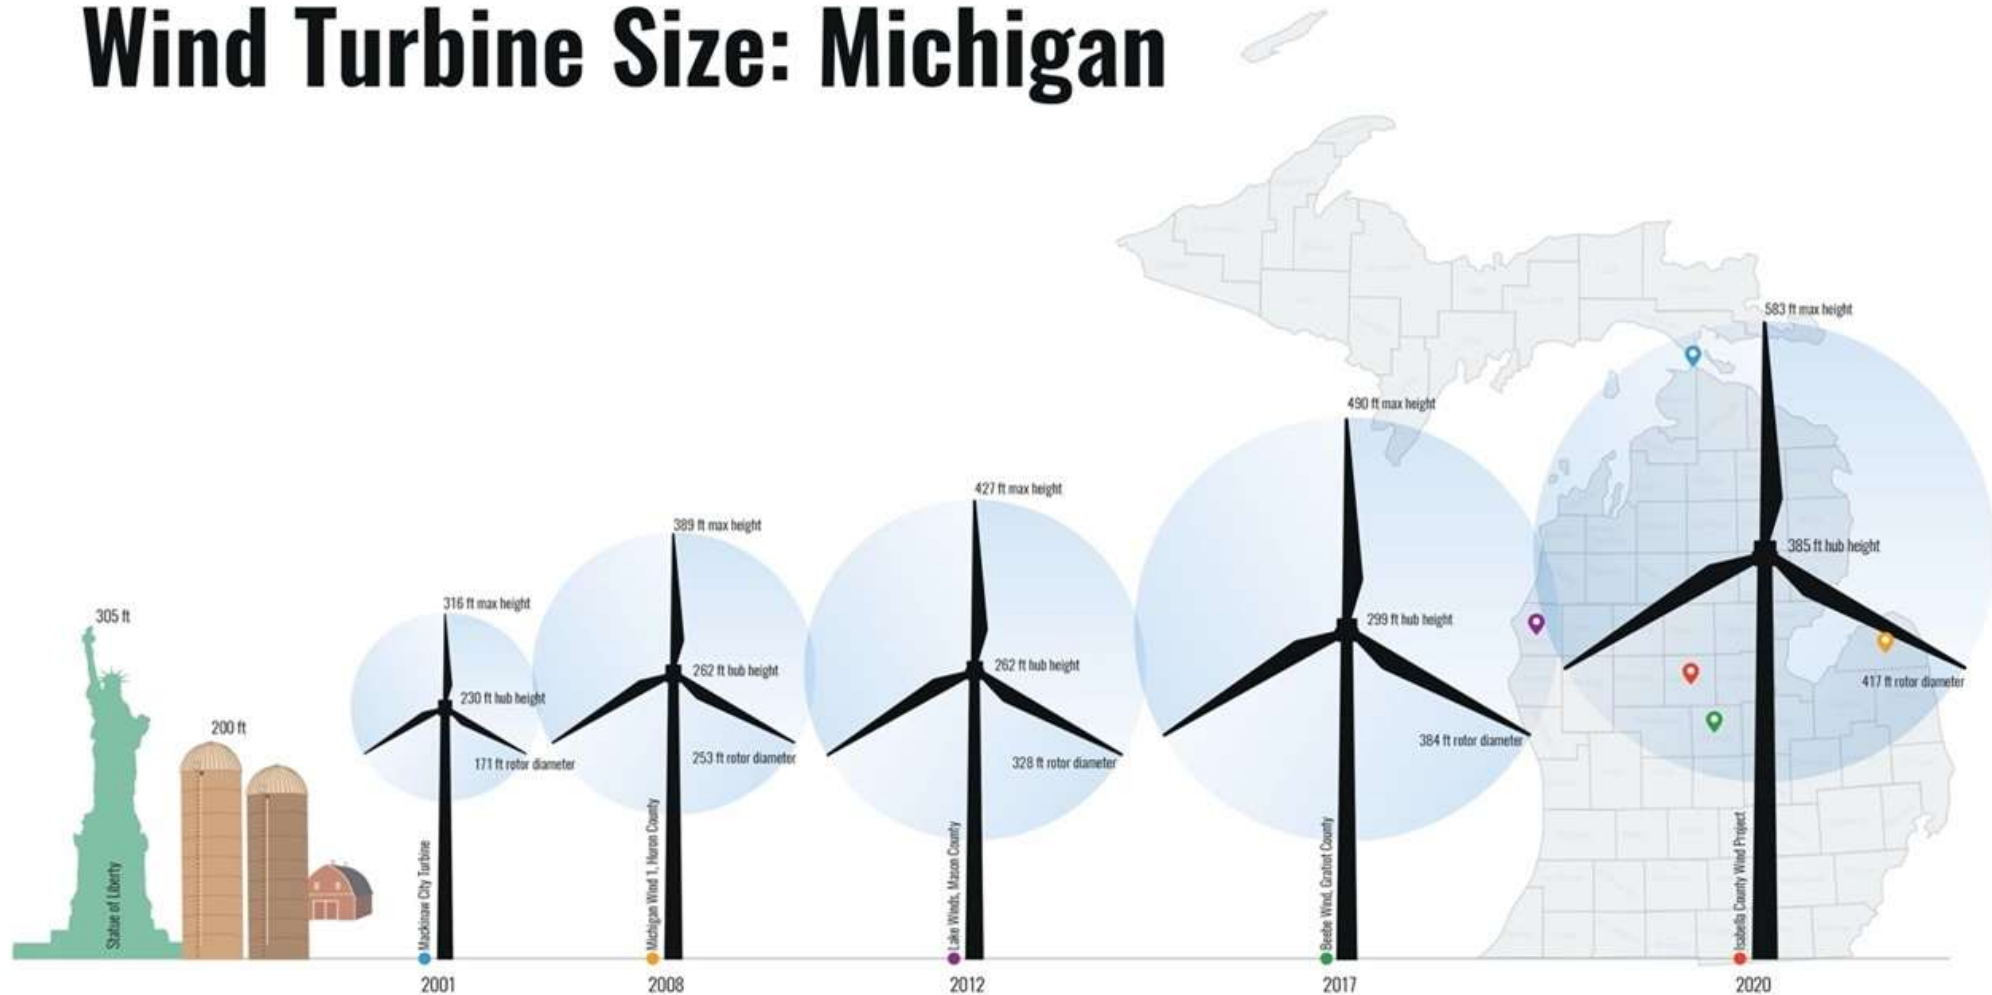 Wind Turbine Size: Michigan
305 ft
Statue of Liberty
200 ft
316 ft max height
230 ft hub height
171 ft rotor diameter
Mackinaw City Turbine
2001
389 ft max height
262 ft hub height
253 ft rotor diameter
Michigan Wind 1, Huron County
2008
427 ft max height
262 ft hub height
328 ft rotor diameter
Lake Winds, Mason County
2012
490 ft max height
299 ft hub height
384 ft rotor diameter
Beebe Wind, Gratiot County
2017
583 ft max height
385 ft hub height
417 ft rotor diameter
Isabella County Wind Project
2020